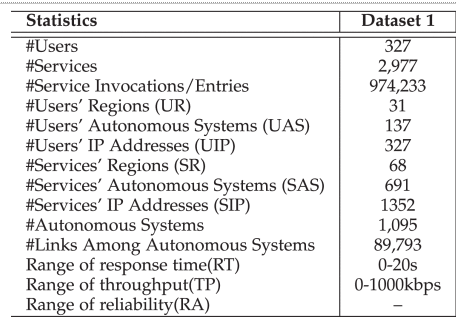 Statistics Dataset 1
#Users 327
#Services 2,977
#Service Invocations/Entries 974,233
#Users' Regions (UR) 31
#Users' Autonomous Systems (UAS) 137
#Users' IP Addresses (UIP) 327
#Services' Regions (SR) 68
#Services' Autonomous Systems (SAS) 691
#Services' IP Addresses (SIP) 1352
#Autonomous Systems 1,095
#Links Among Autonomous Systems 89,793
Range of response time(RT) 0-20s
Range of throughput(TP) 0-1000kbps
Range of reliability(RA) –